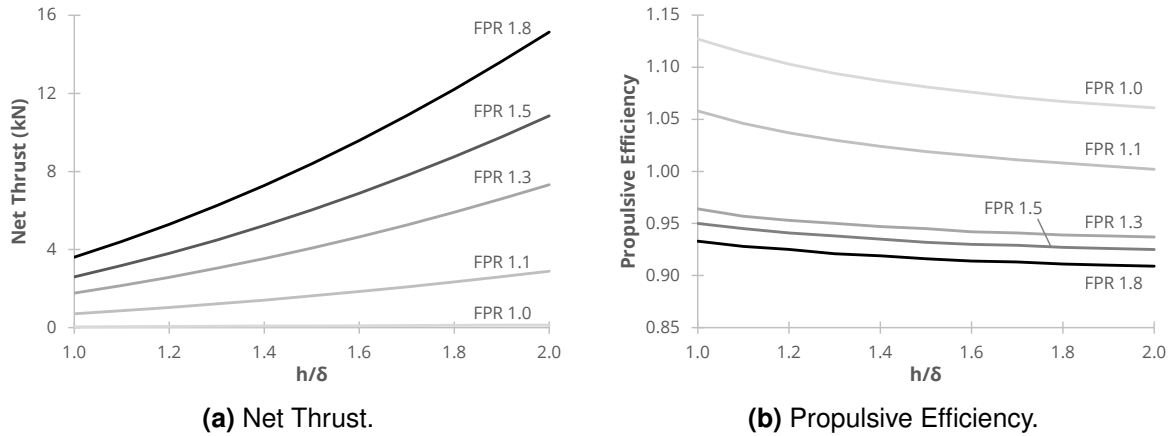 Net Thrust (kN)
16
12
8
4
0
FPR 1.8
FPR 1.5
FPR 1.3
FPR 1.1
FPR 1.0
1.0 1.2 1.4 1.6 1.8 2.0
h/δ
(a) Net Thrust.
Propulsive Efficiency
1.15
1.10
1.05
1.00
0.95
0.90
0.85
FPR 1.0
FPR 1.1
FPR 1.5
FPR 1.3
FPR 1.8
1.0 1.2 1.4 1.6 1.8 2.0
h/δ
(b) Propulsive Efficiency.